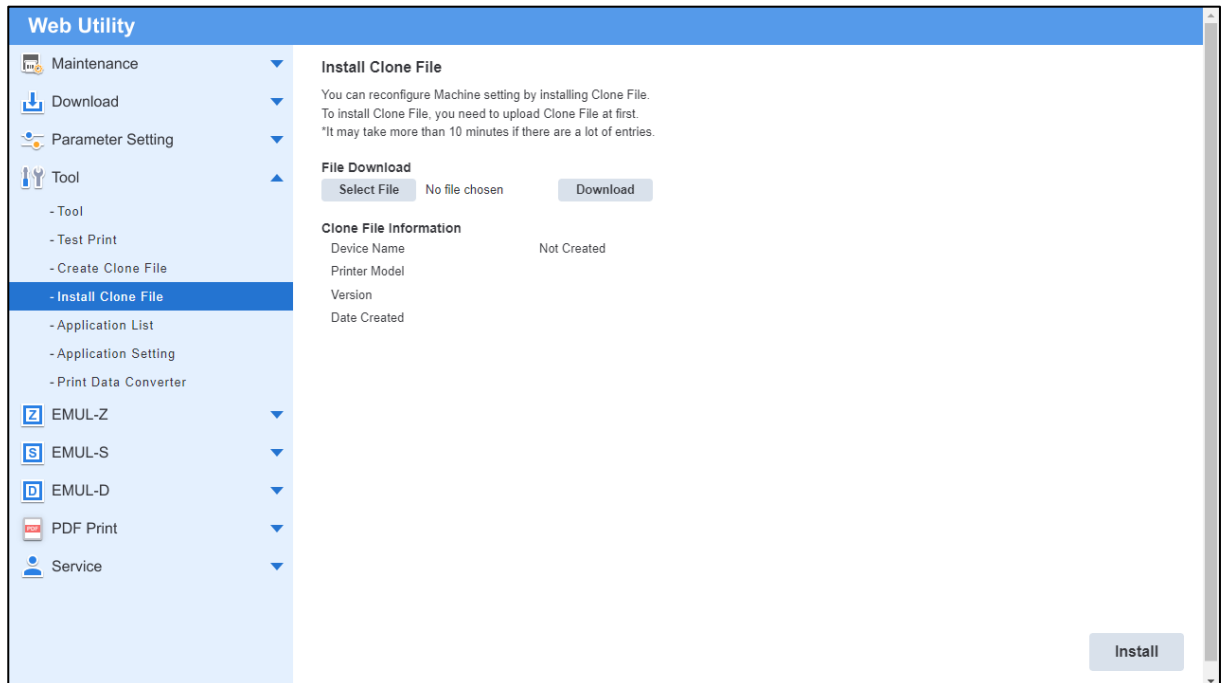 Web Utility
Maintenance
Download
Parameter Setting
Tool
- Tool
- Test Print
- Create Clone File
- Install Clone File
- Application List
- Application Setting
- Print Data Converter
Z EMUL-Z
S EMUL-S
D EMUL-D
PDF PDF Print
Service
Install Clone File
You can reconfigure Machine setting by installing Clone File.
To install Clone File, you need to upload Clone File at first.
*It may take more than 10 minutes if there are a lot of entries.
File Download
Select File No file chosen Download
Clone File Information
Device Name Not Created
Printer Model
Version
Date Created
Install